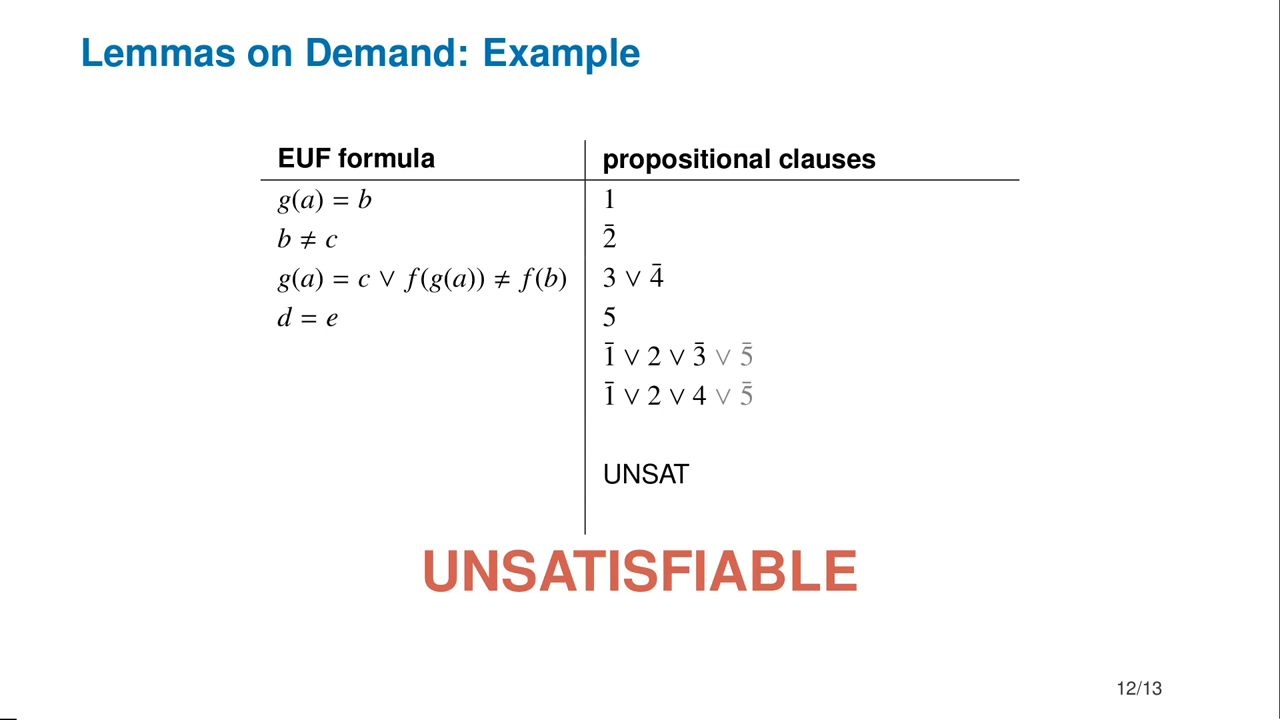 Lemmas on Demand: Example
EUF formula propositional clauses
g(a) = b 1
b ≠ c 2̄
g(a) = c ∨ f(g(a)) ≠ f(b) 3 ∨ 4̄
d = e 5
1̄ ∨ 2 ∨ 3̄ ∨ 5̄
1̄ ∨ 2 ∨ 4 ∨ 5̄
UNSAT
UNSATISFIABLE
12/13